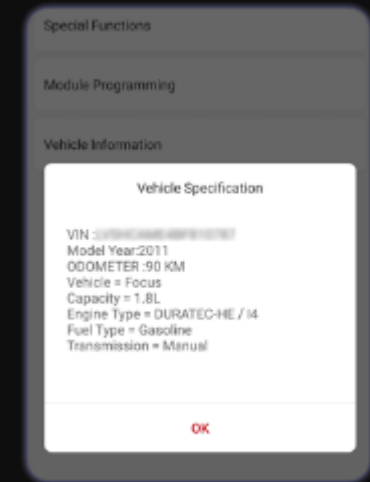 Special Functions
Module Programming
Vehicle Information
Vehicle Specification
VIN :
Model Year:2011
ODOMETER :90 KM
Vehicle = Focus
Capacity = 1.8L
Engine Type = DURATEC-HE / I4
Fuel Type = Gasoline
Transmission = Manual
OK